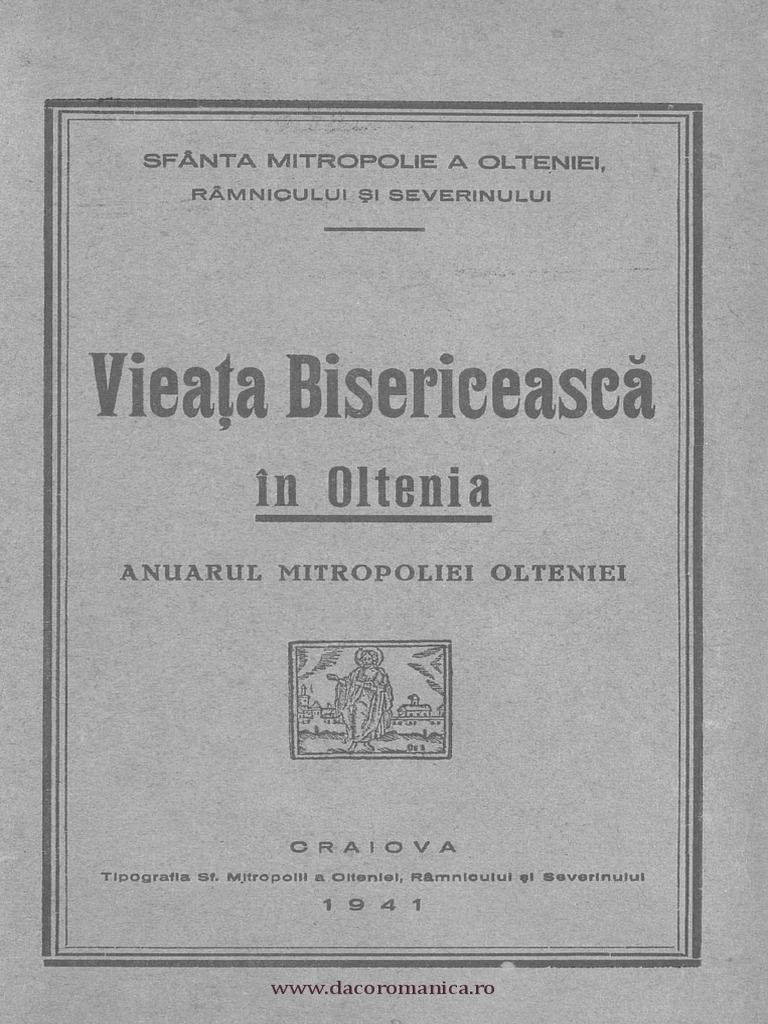 SFÂNTA MITROPOLIE A OLTENIEI,
RÂMNICULUI ȘI SEVERINULUI
Vieața Bisericească
în Oltenia
ANUARUL MITROPOLIEI OLTENIEI
CRAIOVA
Tipografia Sf. Mitropolii a Olteniei, Râmnicului și Severinului
1941
www.dacoromanica.ro